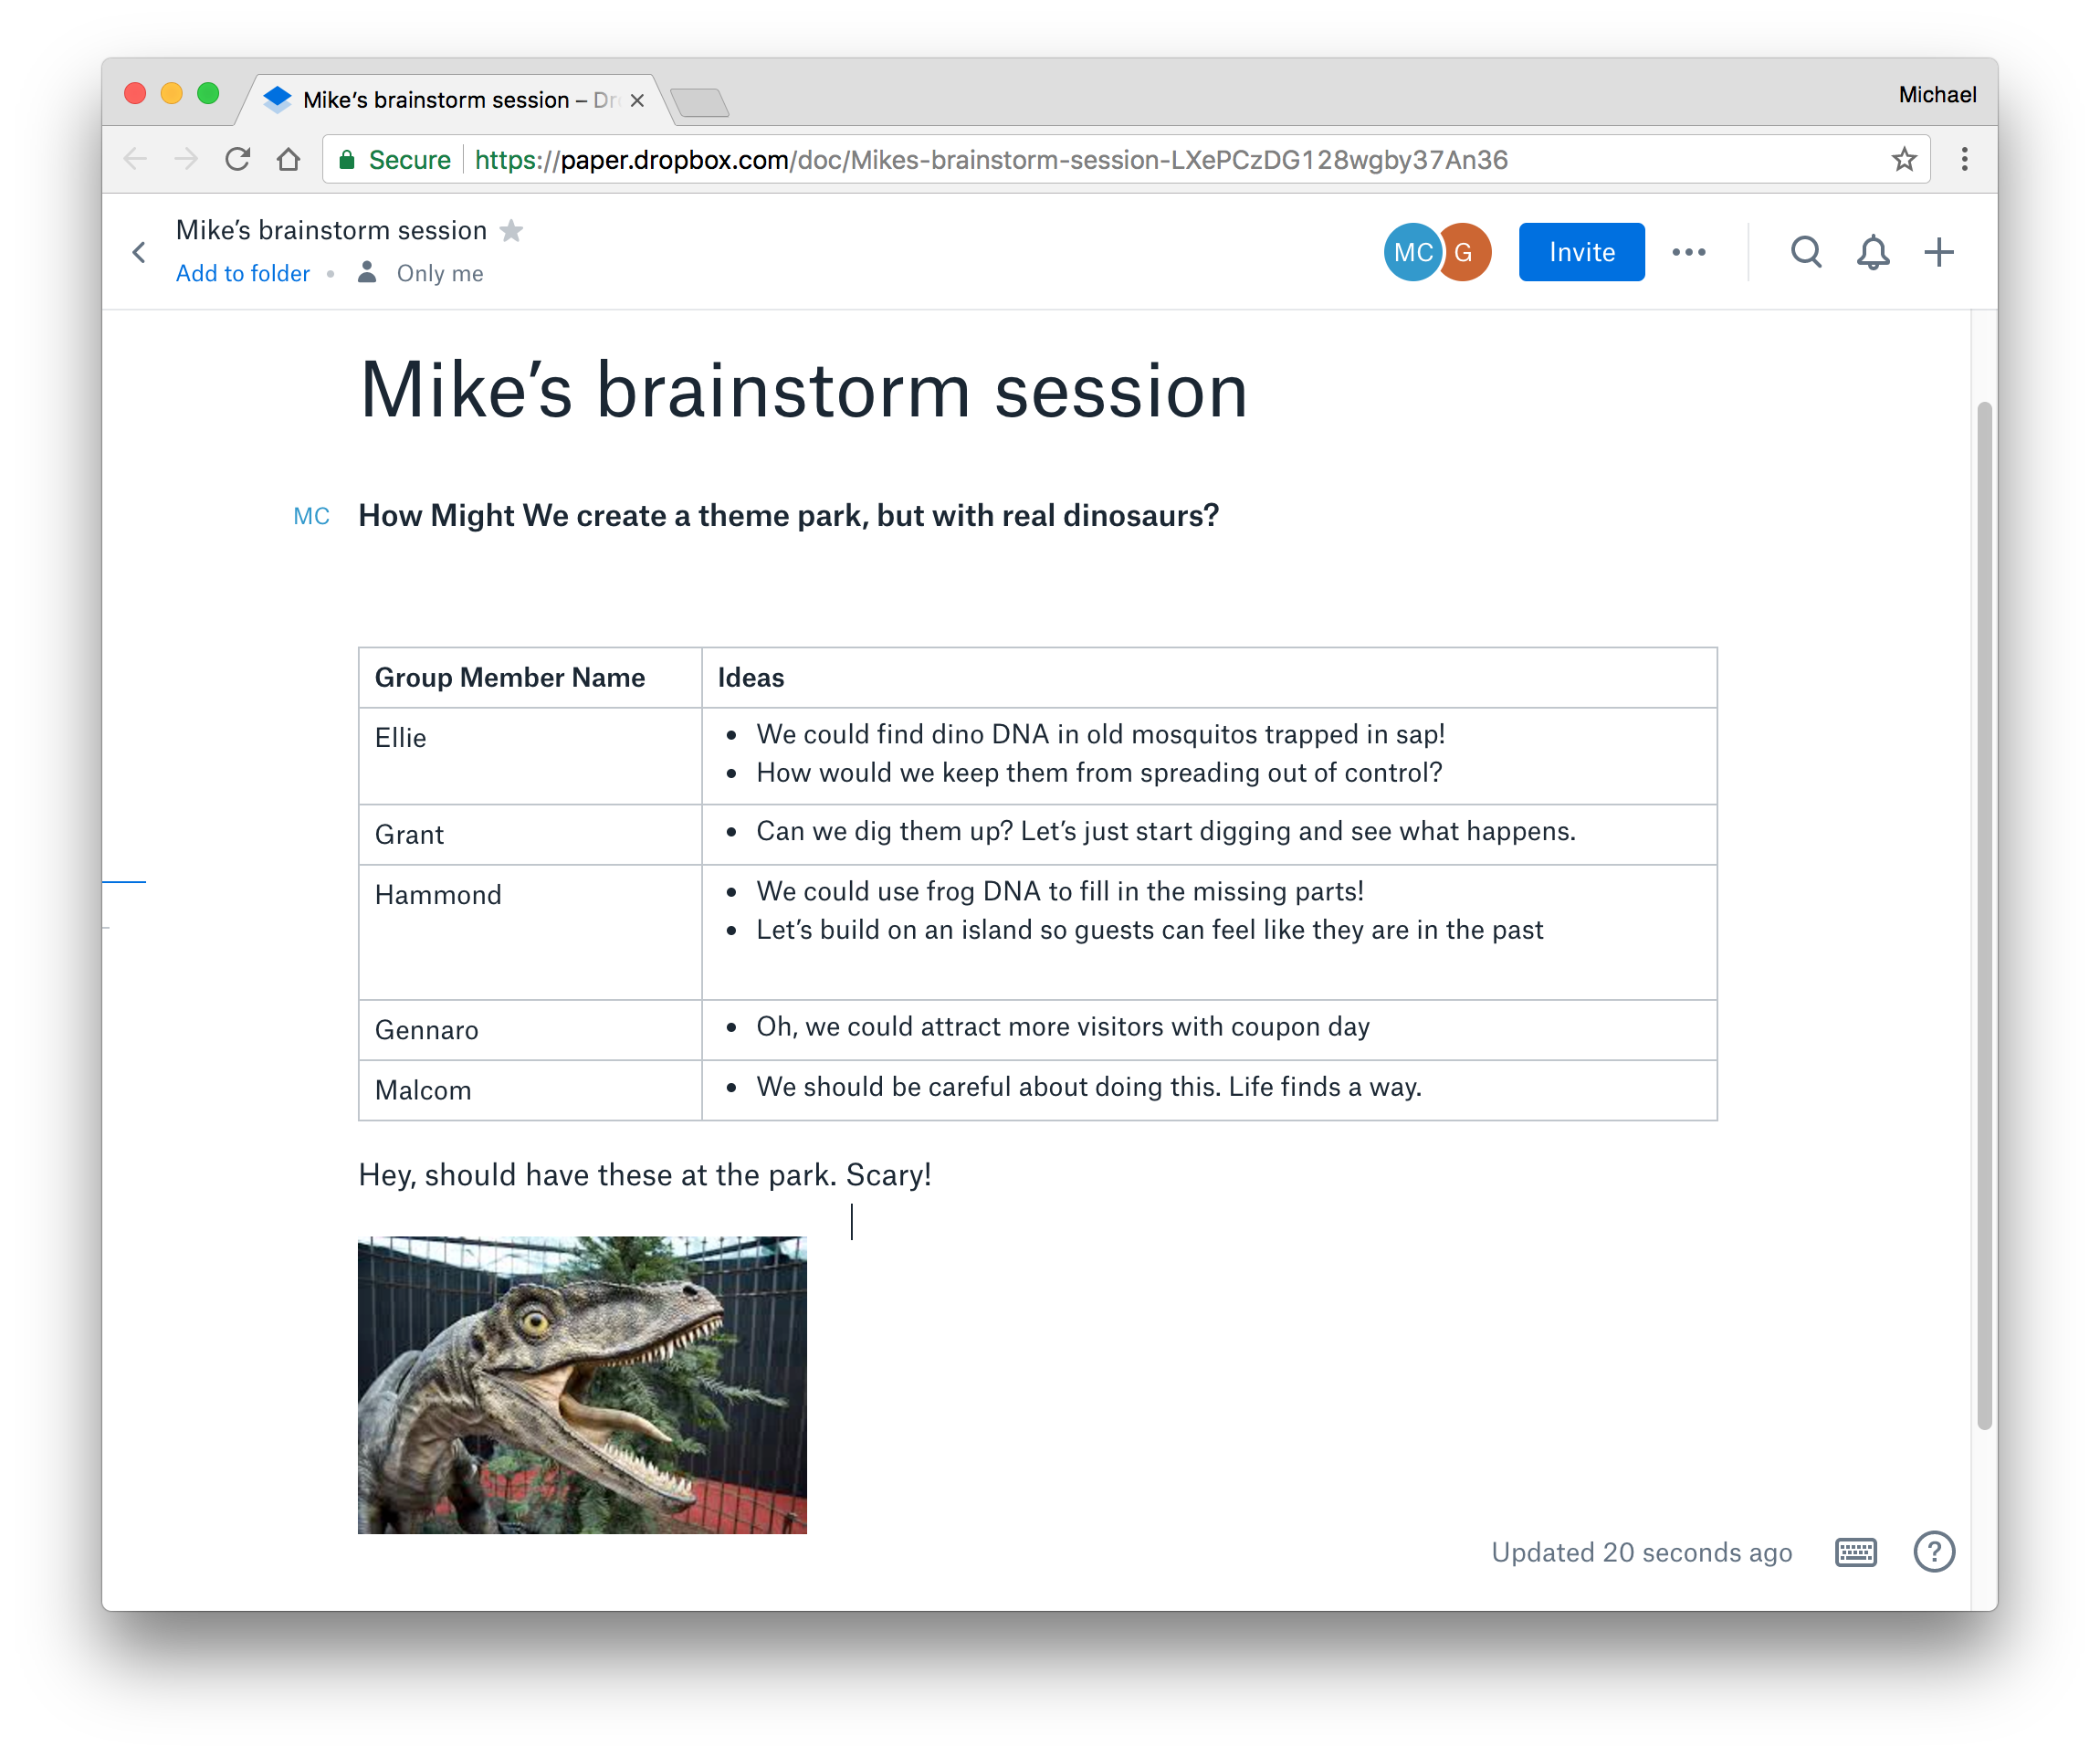 Mike’s brainstorm session – Dr
Michael
Secure https://paper.dropbox.com/doc/Mikes-brainstorm-session-LXePCzDG128wgby37An36
Mike’s brainstorm session
Add to folder • Only me
MC G Invite
Mike’s brainstorm session
MC How Might We create a theme park, but with real dinosaurs?
Group Member Name Ideas
Ellie • We could find dino DNA in old mosquitos trapped in sap!
• How would we keep them from spreading out of control?
Grant • Can we dig them up? Let’s just start digging and see what happens.
Hammond • We could use frog DNA to fill in the missing parts!
• Let’s build on an island so guests can feel like they are in the past
Gennaro • Oh, we could attract more visitors with coupon day
Malcom • We should be careful about doing this. Life finds a way.
Hey, should have these at the park. Scary!
Updated 20 seconds ago ?